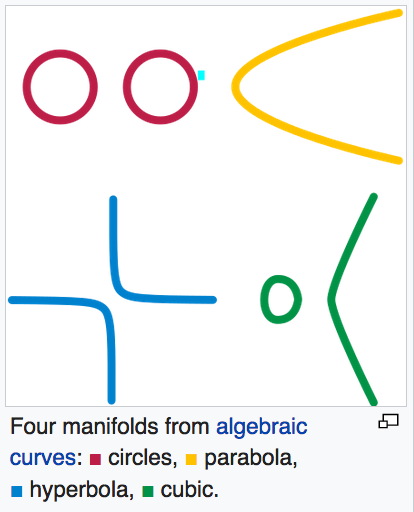 Four manifolds from algebraic
curves: ■ circles, ■ parabola,
■ hyperbola, ■ cubic.